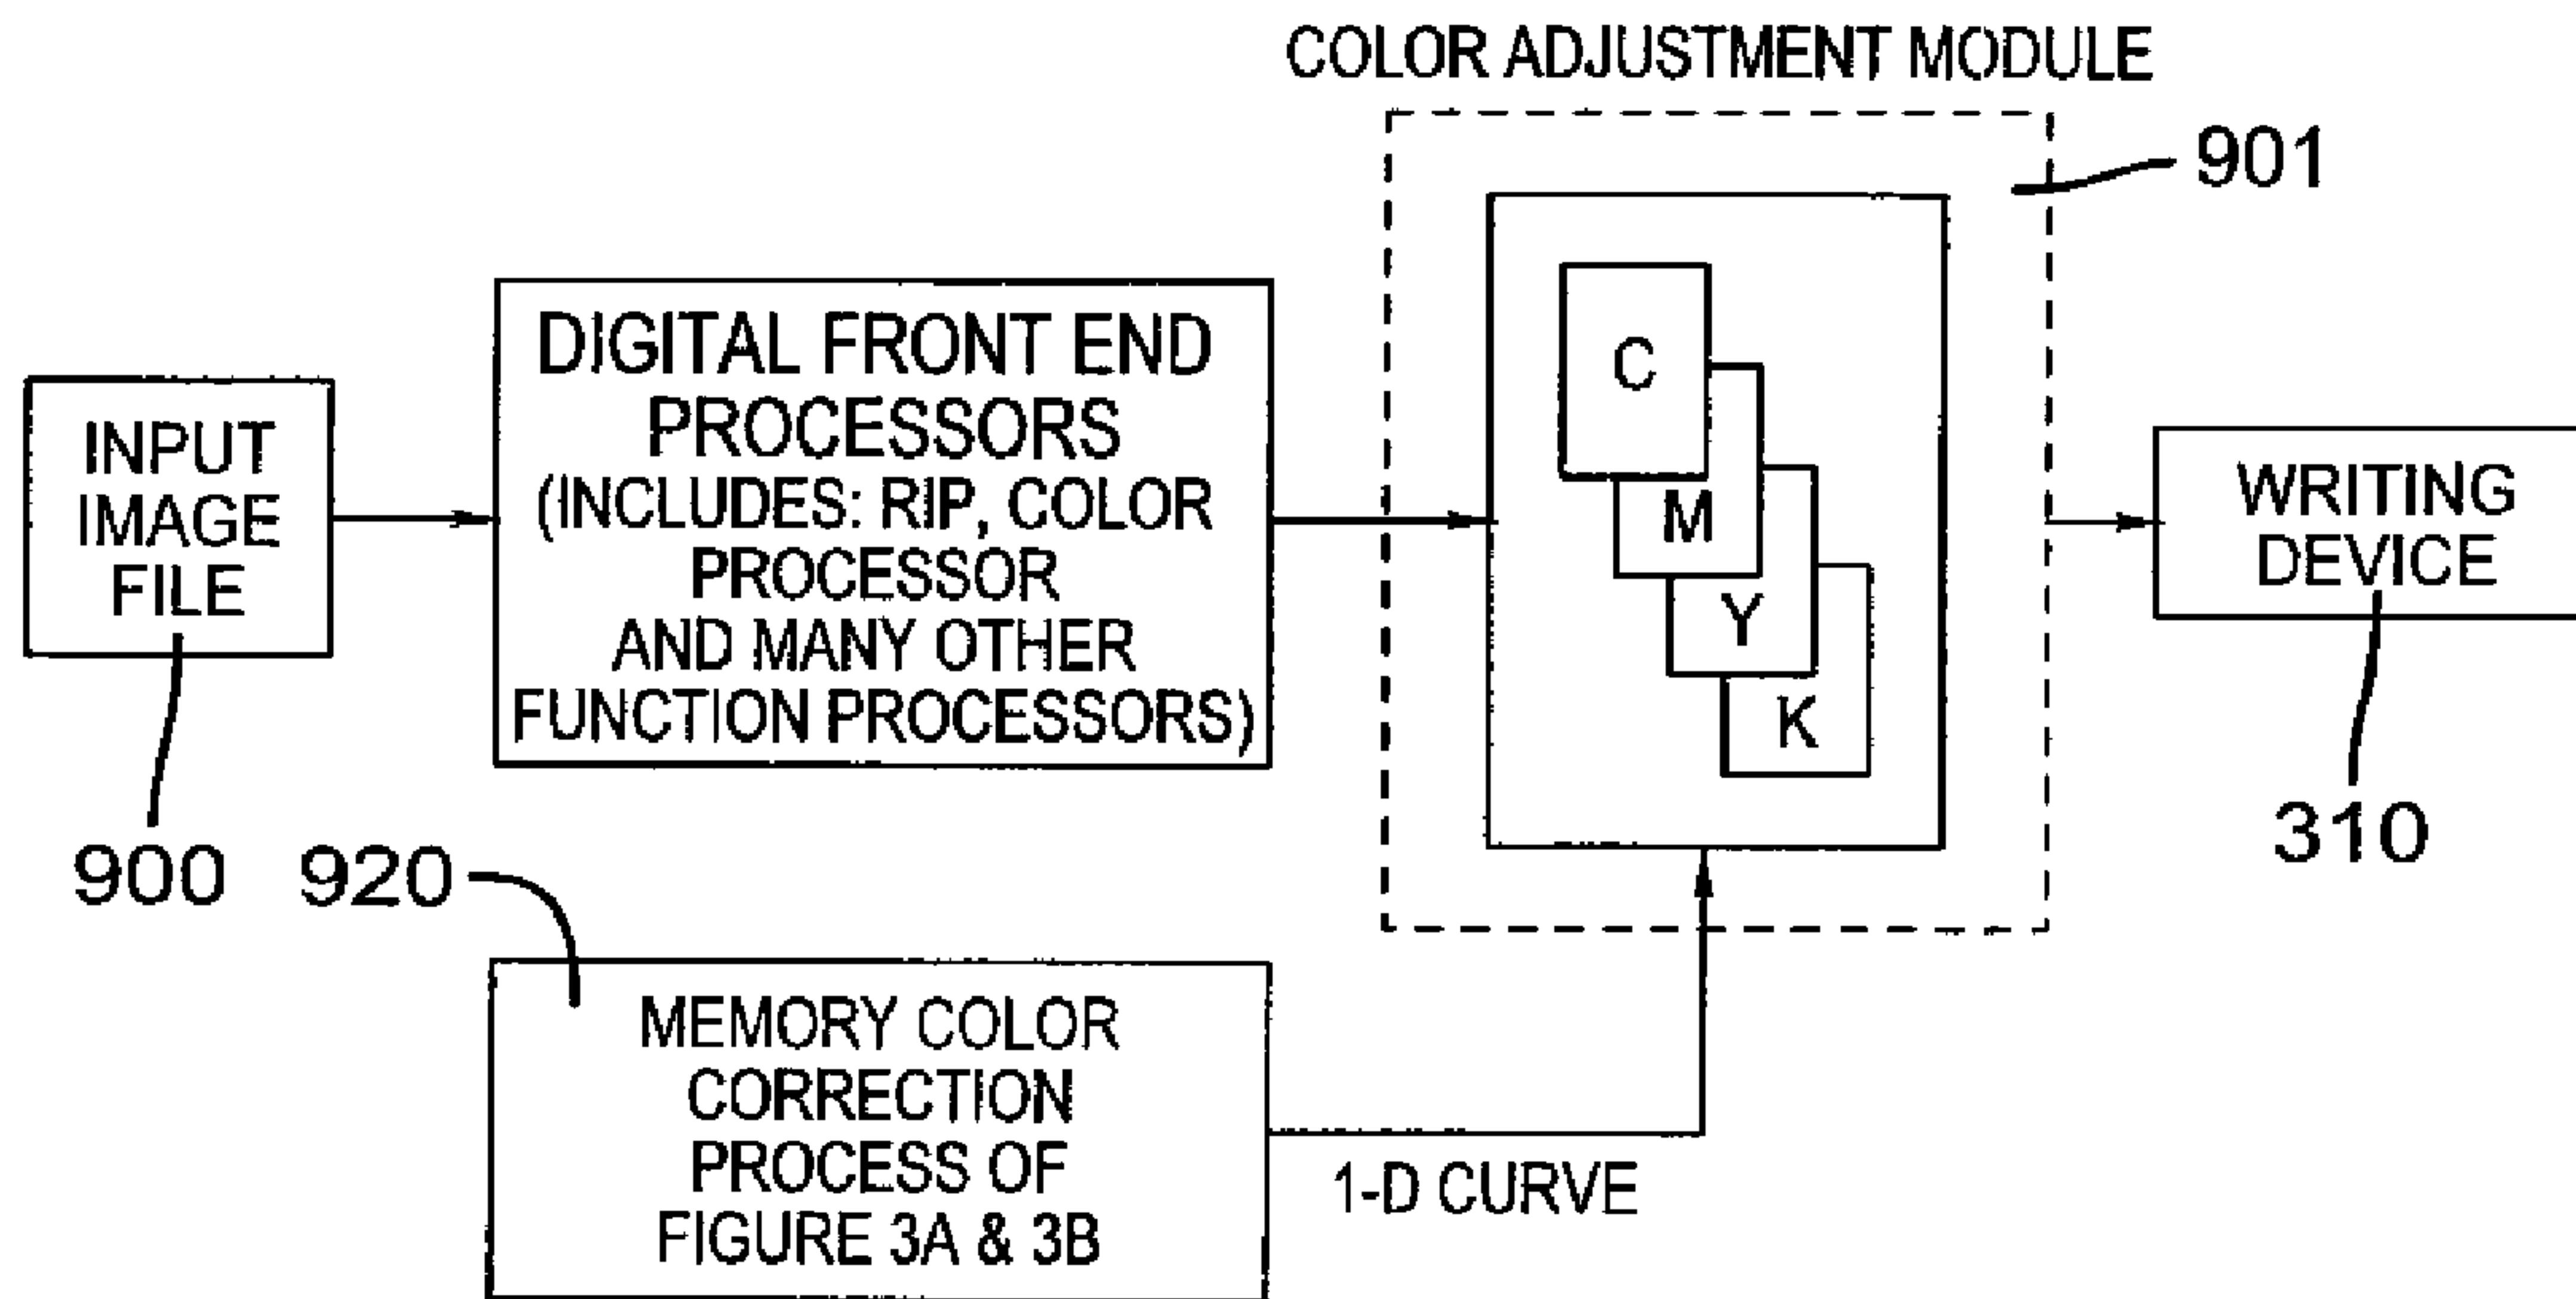 COLOR ADJUSTMENT MODULE
901
INPUT
IMAGE
FILE
900
DIGITAL FRONT END
PROCESSORS
(INCLUDES: RIP, COLOR
PROCESSOR
AND MANY OTHER
FUNCTION PROCESSORS)
C
M
Y
K
WRITING
DEVICE
310
920
MEMORY COLOR
CORRECTION
PROCESS OF
FIGURE 3A & 3B
1-D CURVE